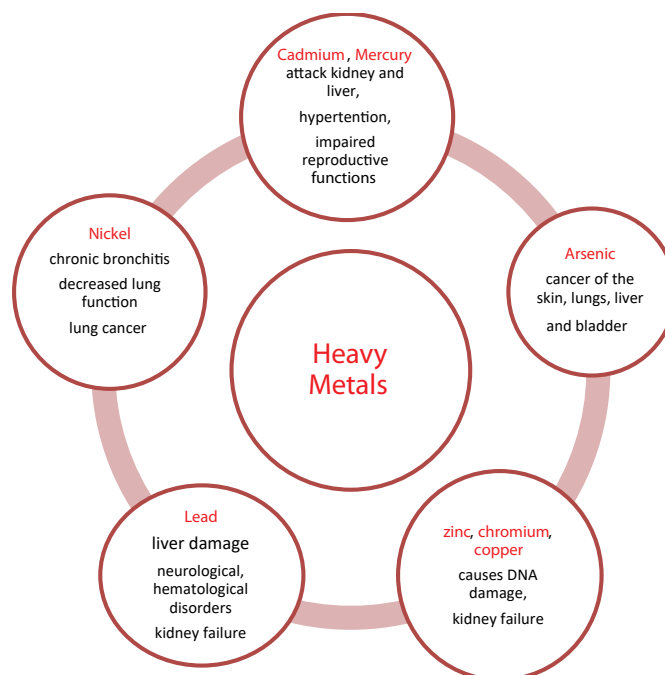 Cadmium, Mercury
attack kidney and
liver,
hypertention,
impaired
reproductive
functions
Nickel
chronic bronchitis
decreased lung
function
lung cancer
Arsenic
cancer of the
skin, lungs, liver
and bladder
Heavy
Metals
Lead
liver damage
neurological,
hematological
disorders
kidney failure
zinc, chromium,
copper
causes DNA
damage,
kidney failure